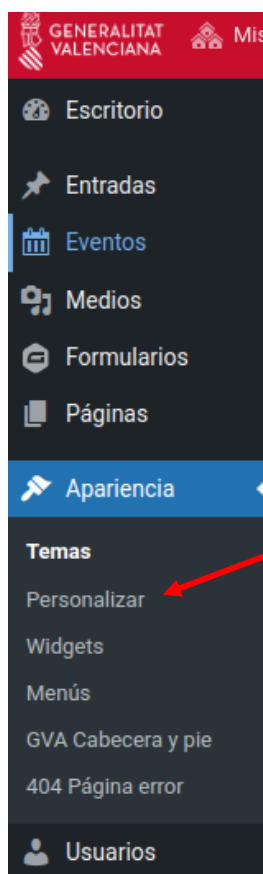 GENERALITAT
VALENCIANA
Mis
Escritorio
Entradas
Eventos
Medios
Formularios
Páginas
Apariencia
Temas
Personalizar
Widgets
Menús
GVA Cabecera y pie
404 Página error
Usuarios